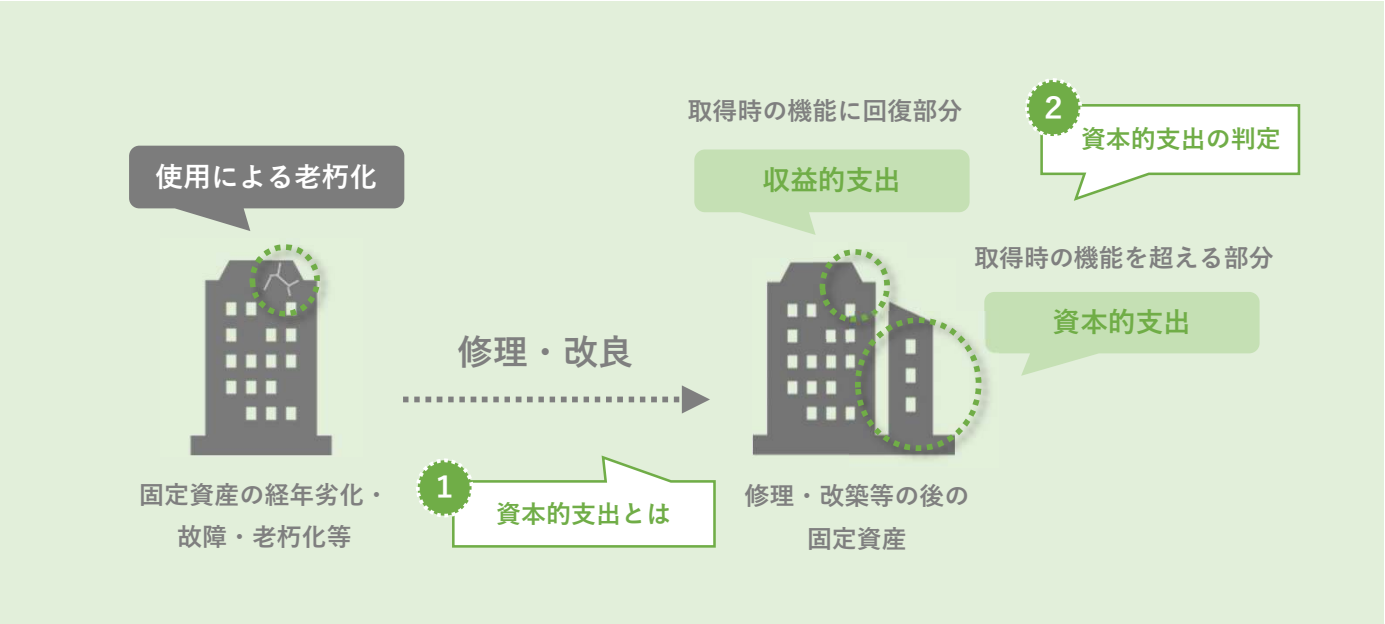 取得時の機能に回復部分
2
資本的支出の判定
使用による老朽化
収益的支出
取得時の機能を超える部分
資本的支出
修理・改良
1
資本的支出とは
固定資産の経年劣化・
故障・老朽化等
修理・改築等の後の
固定資産